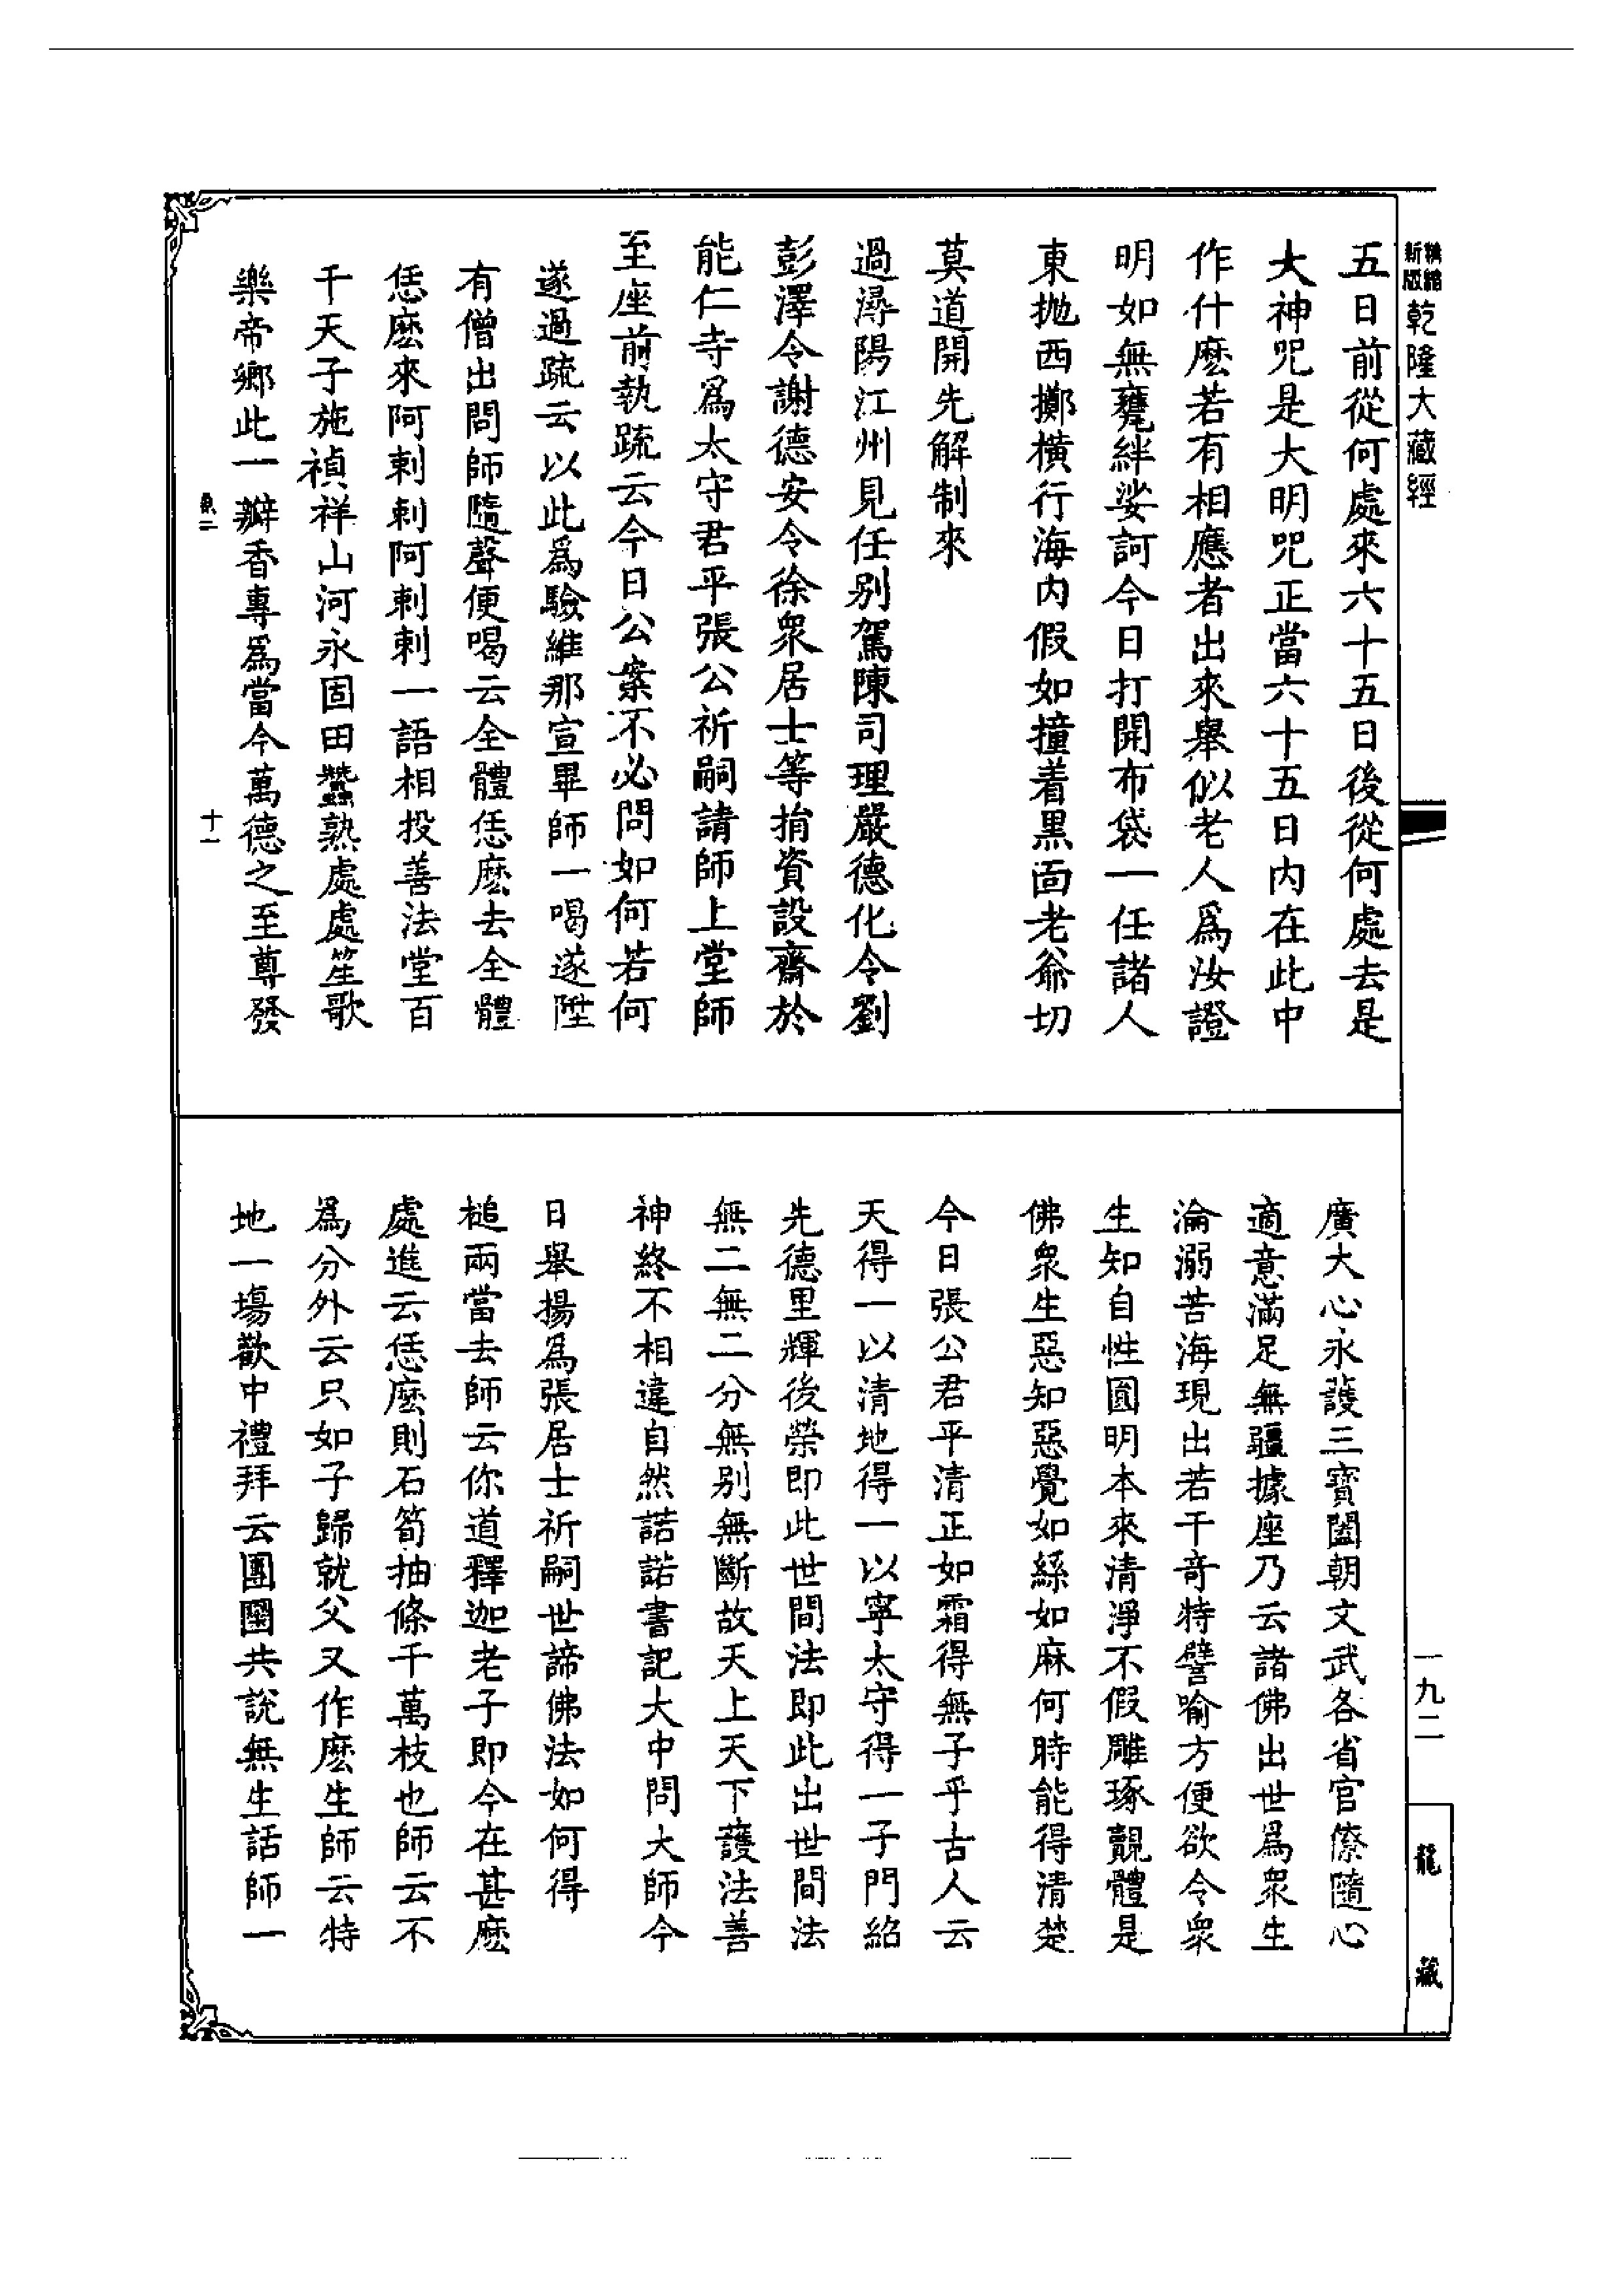 精縮新版 乾隆大藏經
五日前從何處來六十五日後從何處去是
大神咒是大明咒正當六十五日內在此中
作什麽若有相應者出來舉似老人爲汝證
明如無甕絆娑訶今日打開布袋一任諸人
東拋西擲橫行海内假如撞着黒面老爺切
莫道開先解制來
過潯陽江州見任别駕陳司理嚴德化令劉
彭澤令謝德安令徐衆居士等捐資設齋於
能仁寺爲太守君平張公祈嗣請師上堂師
至座前執疏云今日公案不必問如何若何
遂過疏云以此爲驗維那宣畢師一喝遂陞
有僧出問師隨聲便喝云全體恁麽去全體
恁麽來阿剌剌阿剌剌一語相投善法堂百
千天子施禎祥山河永固田蠶熟處處笙歌
樂帝鄉此一瓣香專爲當今萬德之至尊發
十一
廣大心永護三寶闔朝文武各省官僚隨心
適意滿足無疆據座乃云諸佛出世爲衆生
淪溺苦海現出若干竒特譬喻方便欲令衆
生知自性圓明本來清淨不假雕琢覿體是
佛衆生惡知惡覺如絲如麻何時能得清楚
今日張公君平清正如霜得無子乎古人云
天得一以清地得一以寧太守得一子門紹
先德里輝後榮即此世間法即此出世間法
無二無二分無别無斷故天上天下護法善
神終不相違自然諾諾書記大中問大師今
日舉揚爲張居士祈嗣世諦佛法如何得
槌兩當去師云你道釋迦老子即今在甚麽
處進云恁麽則石筍抽條千萬枝也師云不
爲分外云只如子歸就父又作麽生師云特
地一塲歡中禮拜云團圞共說無生話師一
一九二
龍藏